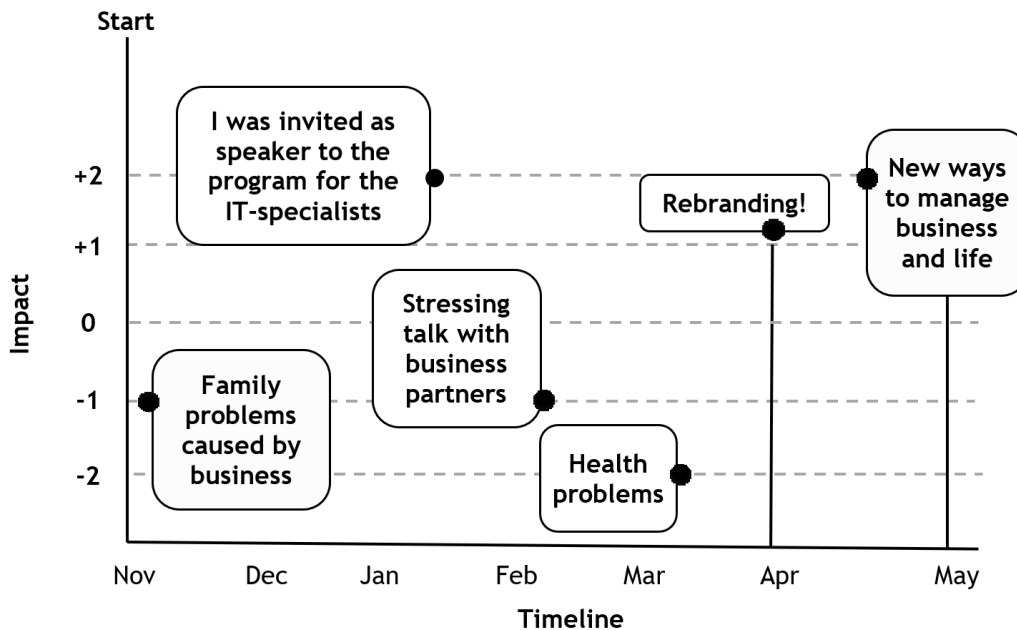 Start
I was invited as
speaker to the
program for the
IT-specialists
New ways
to manage
business
and life
+2
Rebranding!
+1
Impact
Stressing
talk with
business
partners
0
Family
problems
caused by
business
-1
Health
problems
-2
Nov Dec Jan Feb Mar Apr May
Timeline